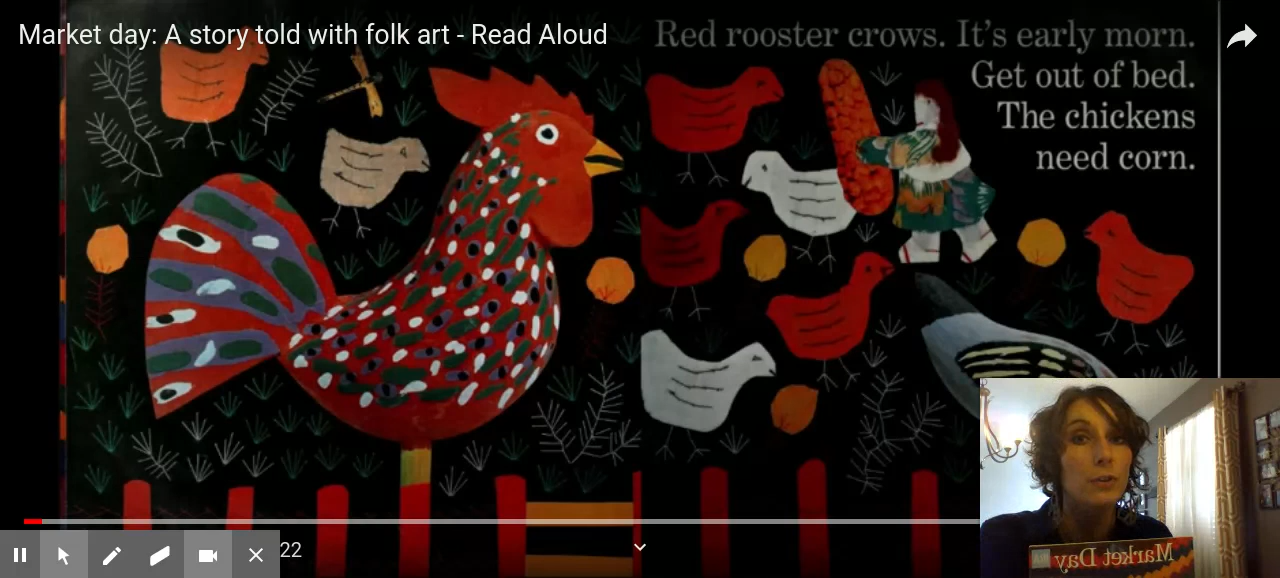 Market day: A story told with folk art - Read Aloud
Red rooster crows. It's early morn.
Get out of bed.
The chickens
need corn.
22
Market Day